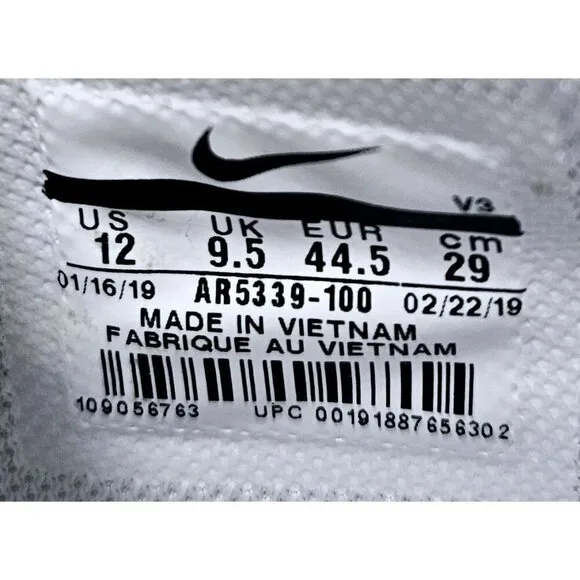 V3
US UK EUR cm
12 9.5 44.5 29
01/16/19 AR5339-100 02/22/19
MADE IN VIETNAM
FABRIQUE AU VIETNAM
109056763 UPC 00191887656302